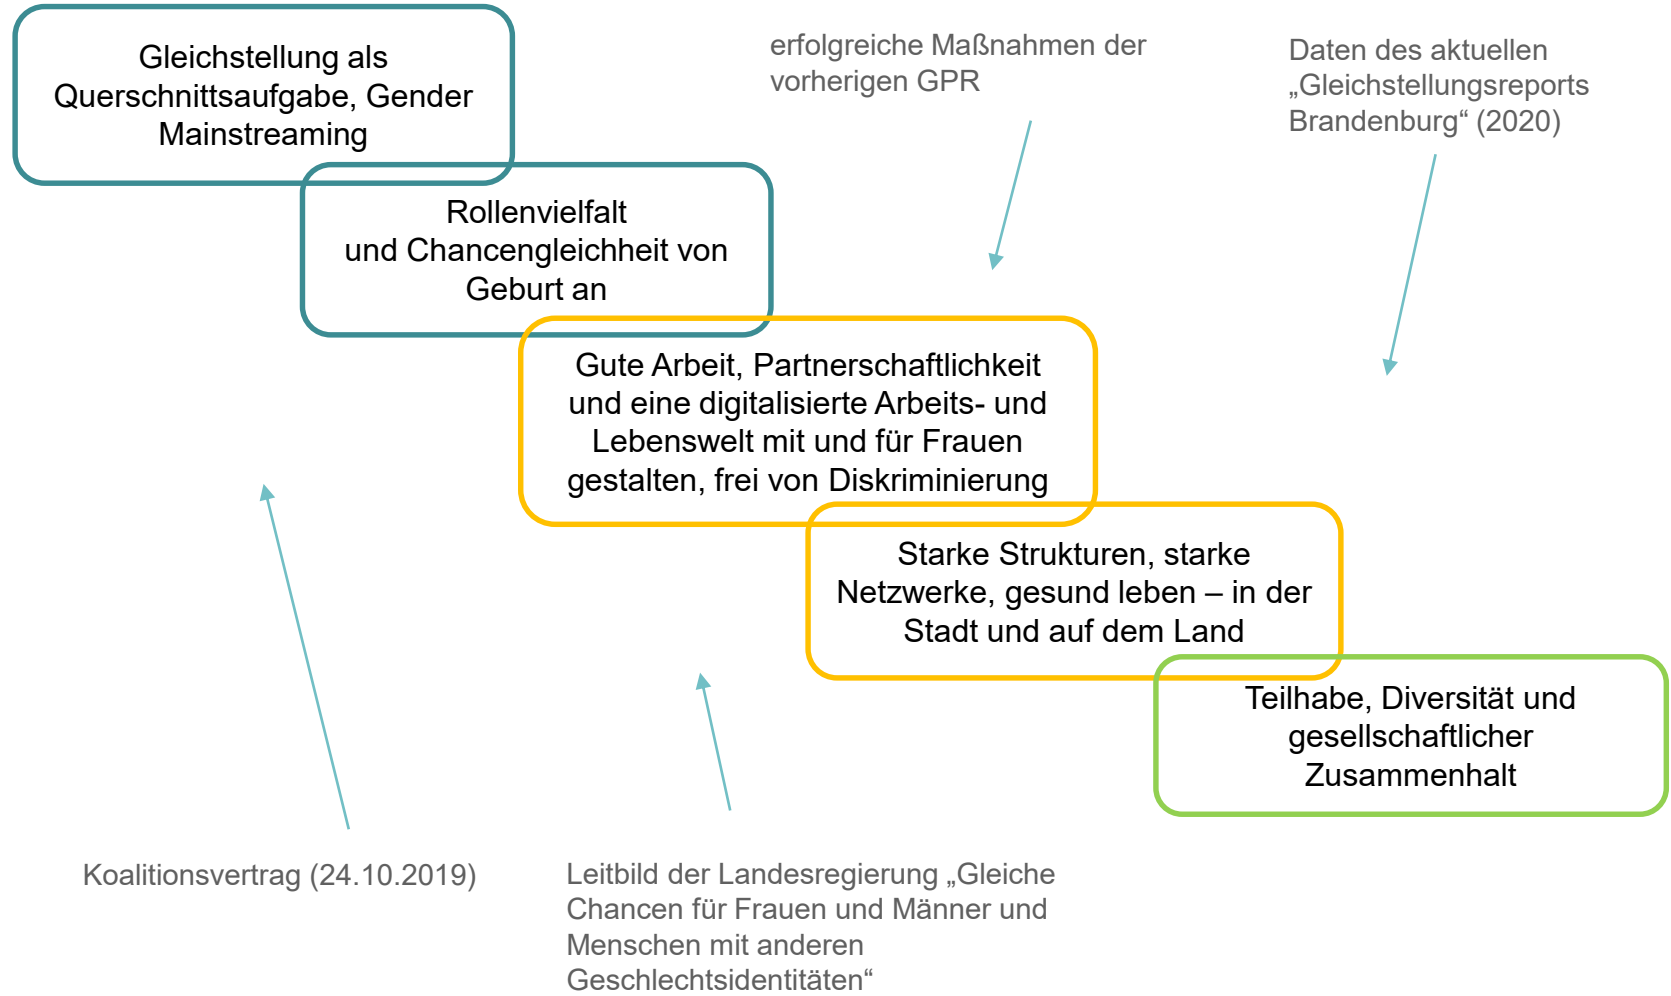 Gleichstellung als
Querschnittsaufgabe, Gender
Mainstreaming
erfolgreiche Maßnahmen der
vorherigen GPR
Daten des aktuellen
„Gleichstellungsreports
Brandenburg“ (2020)
Rollenvielfalt
und Chancengleichheit von
Geburt an
Gute Arbeit, Partnerschaftlichkeit
und eine digitalisierte Arbeits- und
Lebenswelt mit und für Frauen
gestalten, frei von Diskriminierung
Starke Strukturen, starke
Netzwerke, gesund leben – in der
Stadt und auf dem Land
Teilhabe, Diversität und
gesellschaftlicher
Zusammenhalt
Koalitionsvertrag (24.10.2019)
Leitbild der Landesregierung „Gleiche
Chancen für Frauen und Männer und
Menschen mit anderen
Geschlechtsidentitäten“